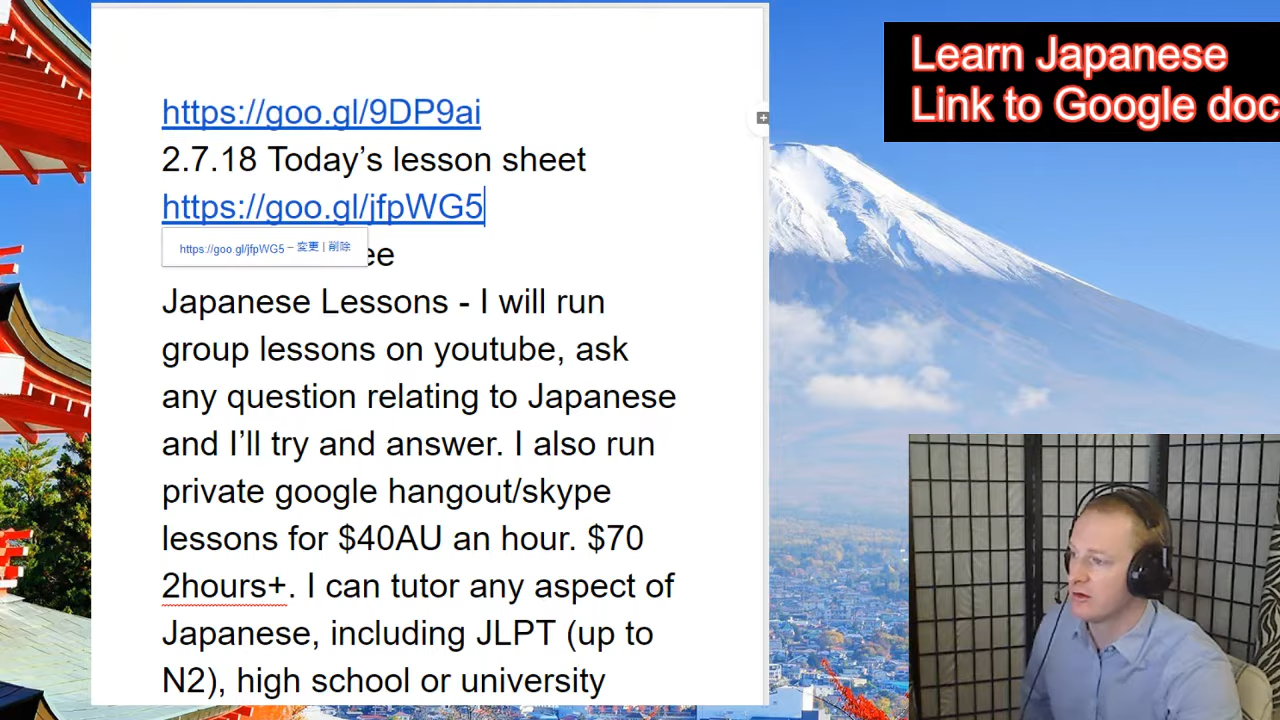 https://goo.gl/9DP9ai
2.7.18 Today's lesson sheet
https://goo.gl/jfpWG5
https://goo.gl/jfpWG5 – 変更 | 削除
ee
Japanese Lessons - I will run
group lessons on youtube, ask
any question relating to Japanese
and I'll try and answer. I also run
private google hangout/skype
lessons for $40AU an hour. $70
2hours+. I can tutor any aspect of
Japanese, including JLPT (up to
N2), high school or university
Learn Japanese
Link to Google doc